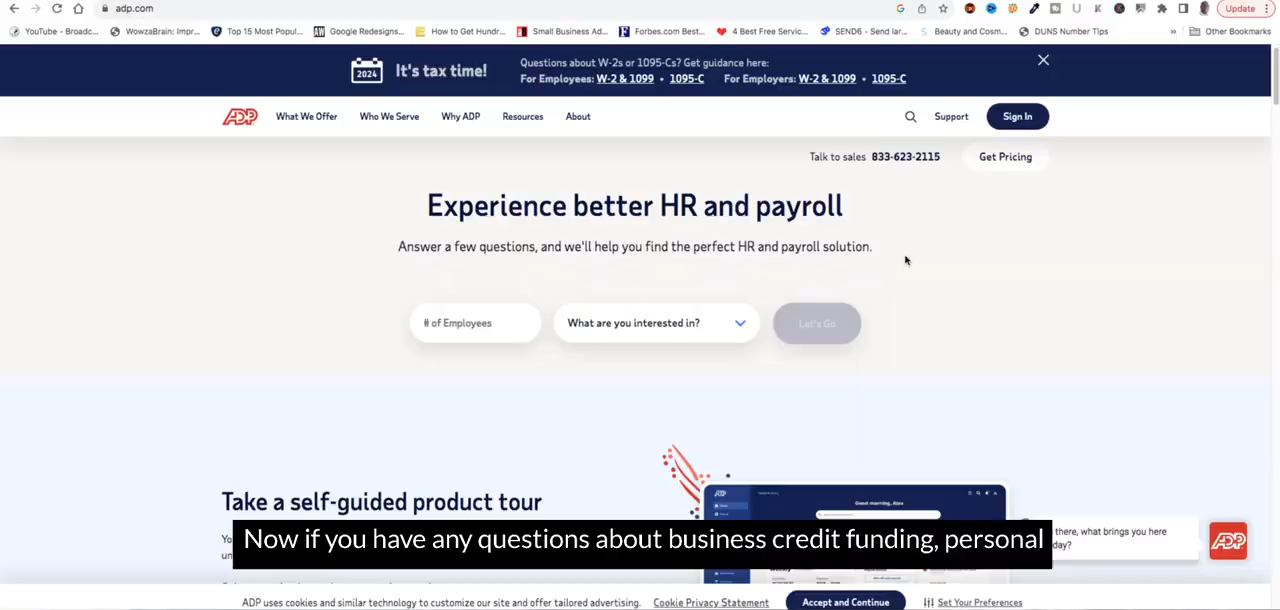 adp.com
Update
YouTube - Broadc...
WowzaBrain: Impr...
Top 15 Most Popul...
Google Redesigns...
How to Get Hundr...
Small Business Ad...
Forbes.com Best...
4 Best Free Servic...
SEND6 - Send lar...
Beauty and Cosm...
DUNS Number Tips
»
Other Bookmarks
2024
It's tax time!
Questions about W-2s or 1095-Cs? Get guidance here:
For Employees: W-2 & 1099 • 1095-C For Employers: W-2 & 1099 • 1095-C
ADP
What We Offer
Who We Serve
Why ADP
Resources
About
Support
Sign In
Talk to sales 833-623-2115
Get Pricing
Experience better HR and payroll
Answer a few questions, and we'll help you find the perfect HR and payroll solution.
# of Employees
What are you interested in?
Let's Go
Take a self-guided product tour
Good morning, Alex
there, what brings you here
day?
ADP
Now if you have any questions about business credit funding, personal
ADP uses cookies and similar technology to customize our site and offer tailored advertising.
Cookie Privacy Statement
Accept and Continue
Set Your Preferences